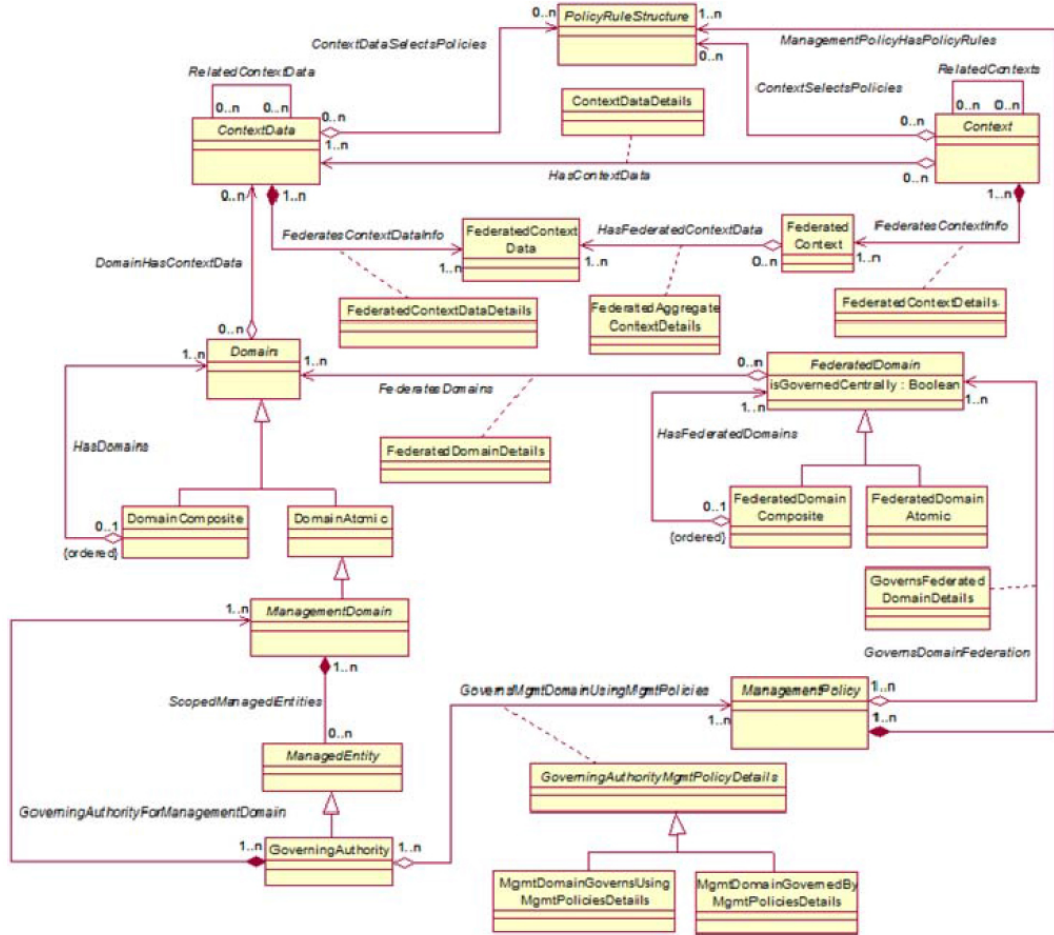 0..n
PolicyRuleStructure
1..n
ContextDataSelectsPolicies
ManagementPolicyHasPolicyRules
0..n
RelatedContextData
RelatedContexts
0..n 0..n
ContextDataDetails
ContextSelectsPolicies
0..n 0..n
ContextData
0..n
0..n
Context
1..n
0..n
HasContextData
0..n
1..n
1..n
FederatesContextDataInfo
FederatedContext
Data
HasFederatedContextData
Federated
Context
FederatesContextInfo
DomainHasContextData
1..n
1..n
0..n
1..n
FederatedContextDataDetails
FederatedAggregate
ContextDetails
FederatedContextDetails
0..n
1..n
Domain
1..n
0..n
FederatedDomain
FederatesDomains
isGovernedCentrally : Boolean
1..n
1..n
HasDomains
FederatedDomainDetails
HasFederatedDomains
DomainComposite
DomainAtomic
FederatedDomain
Composite
FederatedDomain
Atomic
0..1
{ordered}
0..1
{ordered}
GovernsFederated
DomainDetails
1..n
ManagementDomain
1..n
GovernsDomainFederation
ScopedManagedEntities
GovernsMgmtDomainUsingMgmtPolicies
ManagementPolicy
1..n
1..n
1..n
0..n
ManagedEntity
GoverningAuthorityMgmtPolicyDetails
GoverningAuthorityForManagementDomain
1..n
GoverningAuthority
1..n
MgmtDomainGovernsUsing
MgmtPoliciesDetails
MgmtDomainGovernedBy
MgmtPoliciesDetails